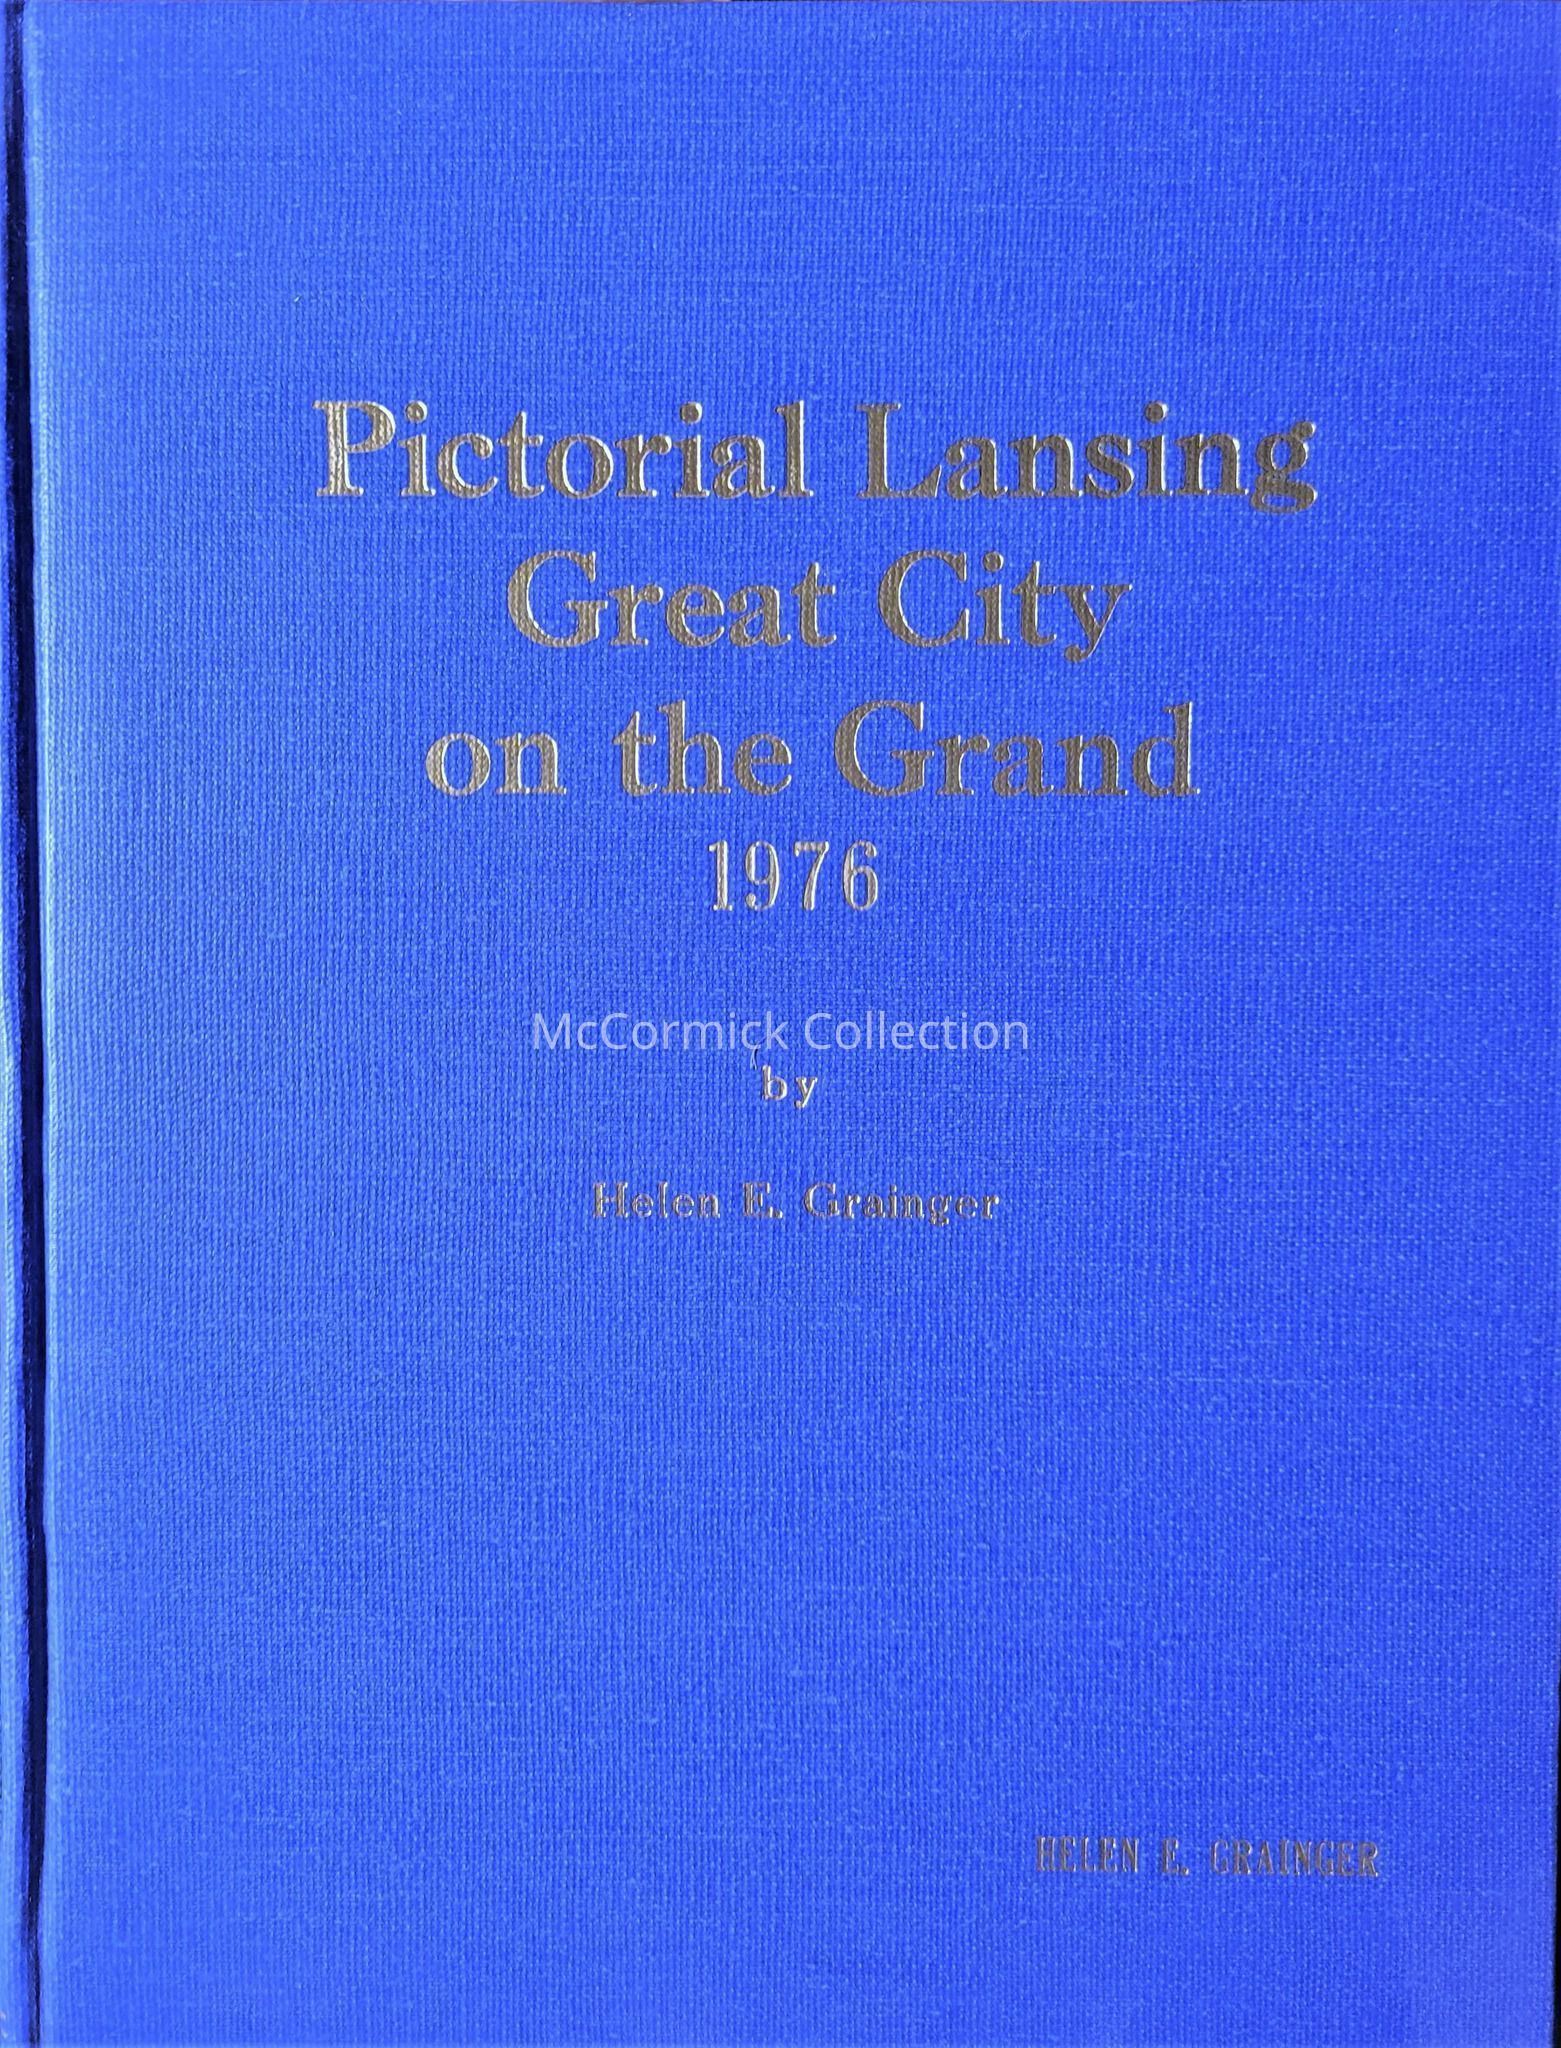 Pictorial Lansing
Great City
on the Grand
1976
McCormick Collection
by
Helen E. Grainger
HELEN E. GRAINGER